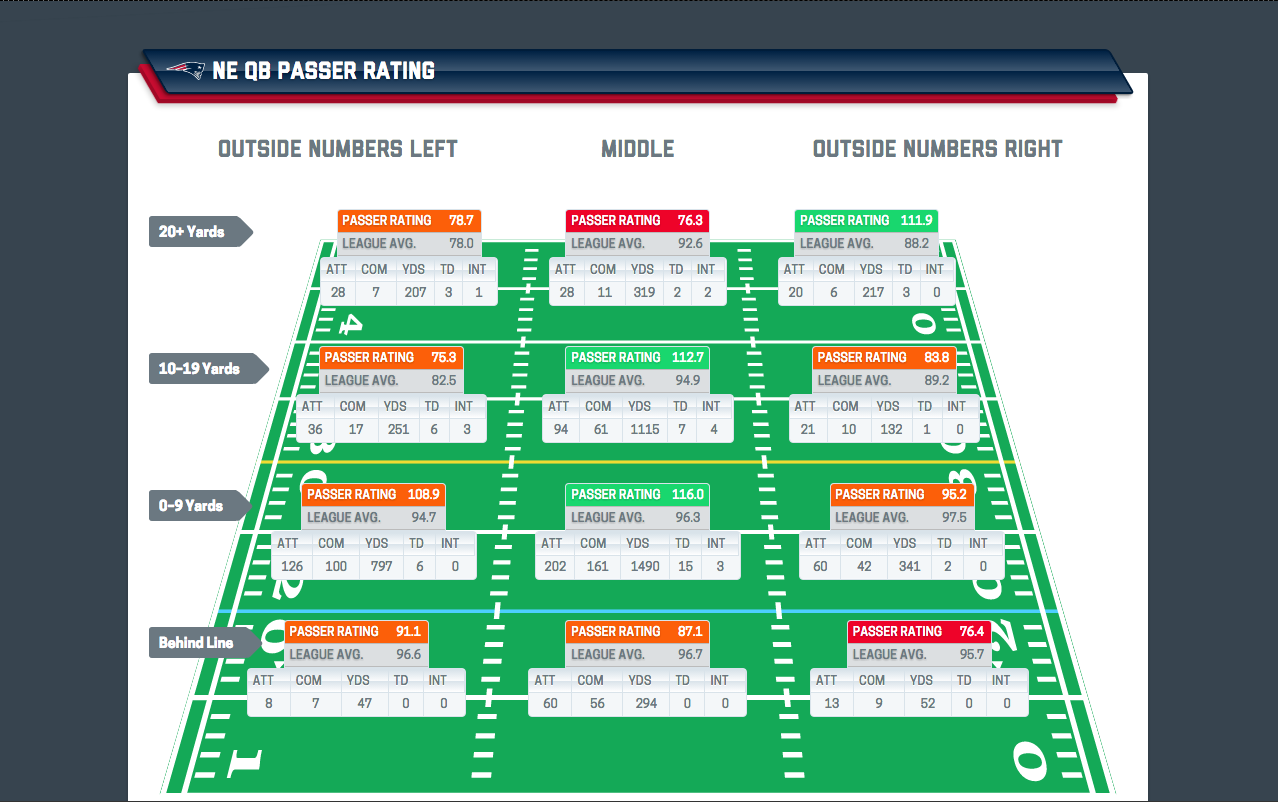 NE QB PASSER RATING
OUTSIDE NUMBERS LEFT MIDDLE OUTSIDE NUMBERS RIGHT
20+ Yards
PASSER RATING 78.7 PASSER RATING 76.3 PASSER RATING 111.9
LEAGUE AVG. 78.0 LEAGUE AVG. 92.6 LEAGUE AVG. 88.2
ATT COM YDS TD INT ATT COM YDS TD INT ATT COM YDS TD INT
28 7 207 3 1 28 11 319 2 2 20 6 217 3 0
4 0
10-19 Yards
PASSER RATING 75.3 PASSER RATING 112.7 PASSER RATING 83.8
LEAGUE AVG. 82.5 LEAGUE AVG. 94.9 LEAGUE AVG. 89.2
ATT COM YDS TD INT ATT COM YDS TD INT ATT COM YDS TD INT
36 17 251 6 3 94 61 1115 7 4 21 10 132 1 0
3 0
0 3
0-9 Yards
PASSER RATING 108.9 PASSER RATING 116.0 PASSER RATING 95.2
LEAGUE AVG. 94.7 LEAGUE AVG. 96.3 LEAGUE AVG. 97.5
ATT COM YDS TD INT ATT COM YDS TD INT ATT COM YDS TD INT
126 100 797 6 0 202 161 1490 15 3 60 42 341 2 0
2 0
0 2
Behind Line
PASSER RATING 91.1 PASSER RATING 87.1 PASSER RATING 76.4
LEAGUE AVG. 96.6 LEAGUE AVG. 96.7 LEAGUE AVG. 95.7
ATT COM YDS TD INT ATT COM YDS TD INT ATT COM YDS TD INT
8 7 47 0 0 60 56 294 0 0 13 9 52 0 0
1 0